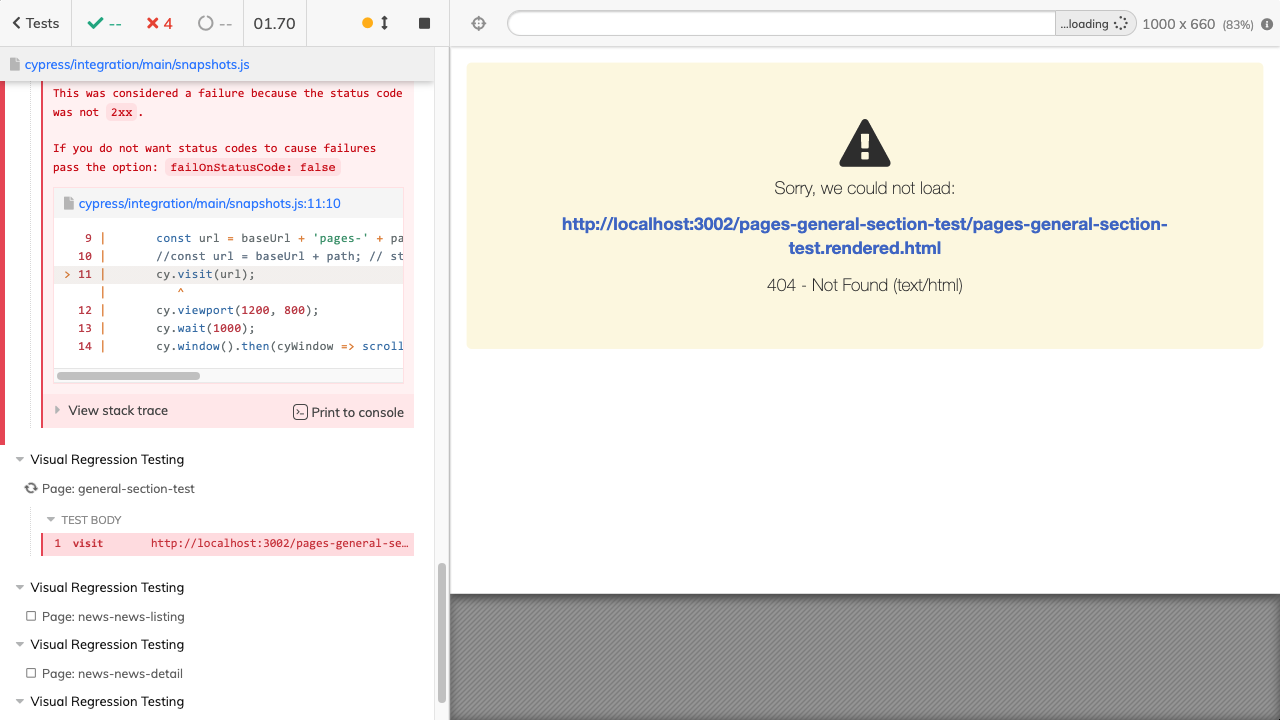 Tests
--
4
--
01.70
...loading
1000 x 660 (83%)
cypress/integration/main/snapshots.js
This was considered a failure because the status code
was not 2xx.
If you do not want status codes to cause failures
pass the option: failOnStatusCode: false
cypress/integration/main/snapshots.js:11:10
9 | const url = baseUrl + 'pages-' + pa
10 | //const url = baseUrl + path; // st
> 11 | cy.visit(url);
| ^
12 | cy.viewport(1200, 800);
13 | cy.wait(1000);
14 | cy.window().then(cyWindow => scroll
View stack trace
Print to console
Visual Regression Testing
Page: general-section-test
TEST BODY
1 visit http://localhost:3002/pages-general-se…
Visual Regression Testing
Page: news-news-listing
Visual Regression Testing
Page: news-news-detail
Visual Regression Testing
Sorry, we could not load:
http://localhost:3002/pages-general-section-test/pages-general-section-
test.rendered.html
404 - Not Found (text/html)